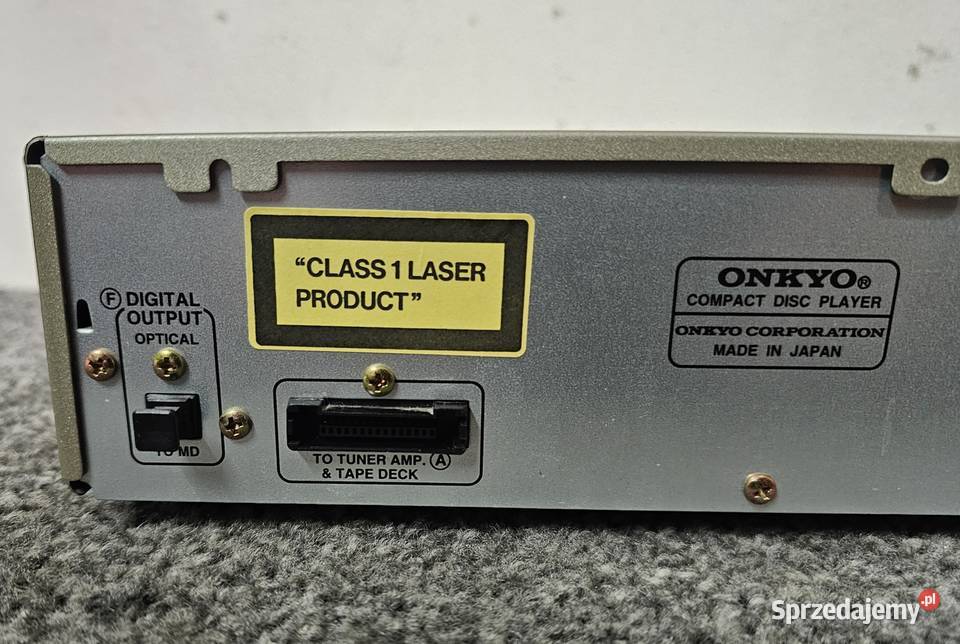 Ⓕ DIGITAL
OUTPUT
OPTICAL
TO MD
“CLASS 1 LASER
PRODUCT”
TO TUNER AMP. Ⓐ
& TAPE DECK
ONKYO®
COMPACT DISC PLAYER
ONKYO CORPORATION
MADE IN JAPAN
Sprzedajemy.pl